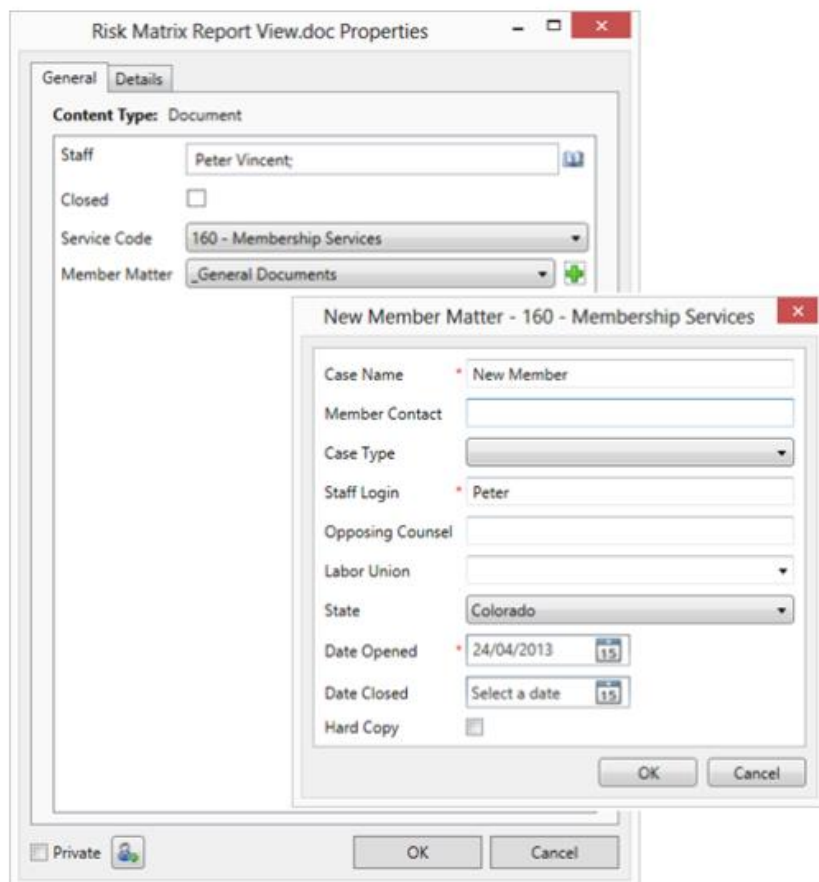 Risk Matrix Report View.doc Properties
General Details
Content Type: Document
Staff Peter Vincent;
Closed
Service Code 160 - Membership Services
Member Matter _General Documents
New Member Matter - 160 - Membership Services
Case Name * New Member
Member Contact
Case Type
Staff Login * Peter
Opposing Counsel
Labor Union
State Colorado
Date Opened * 24/04/2013 15
Date Closed Select a date 15
Hard Copy
OK Cancel
Private OK Cancel